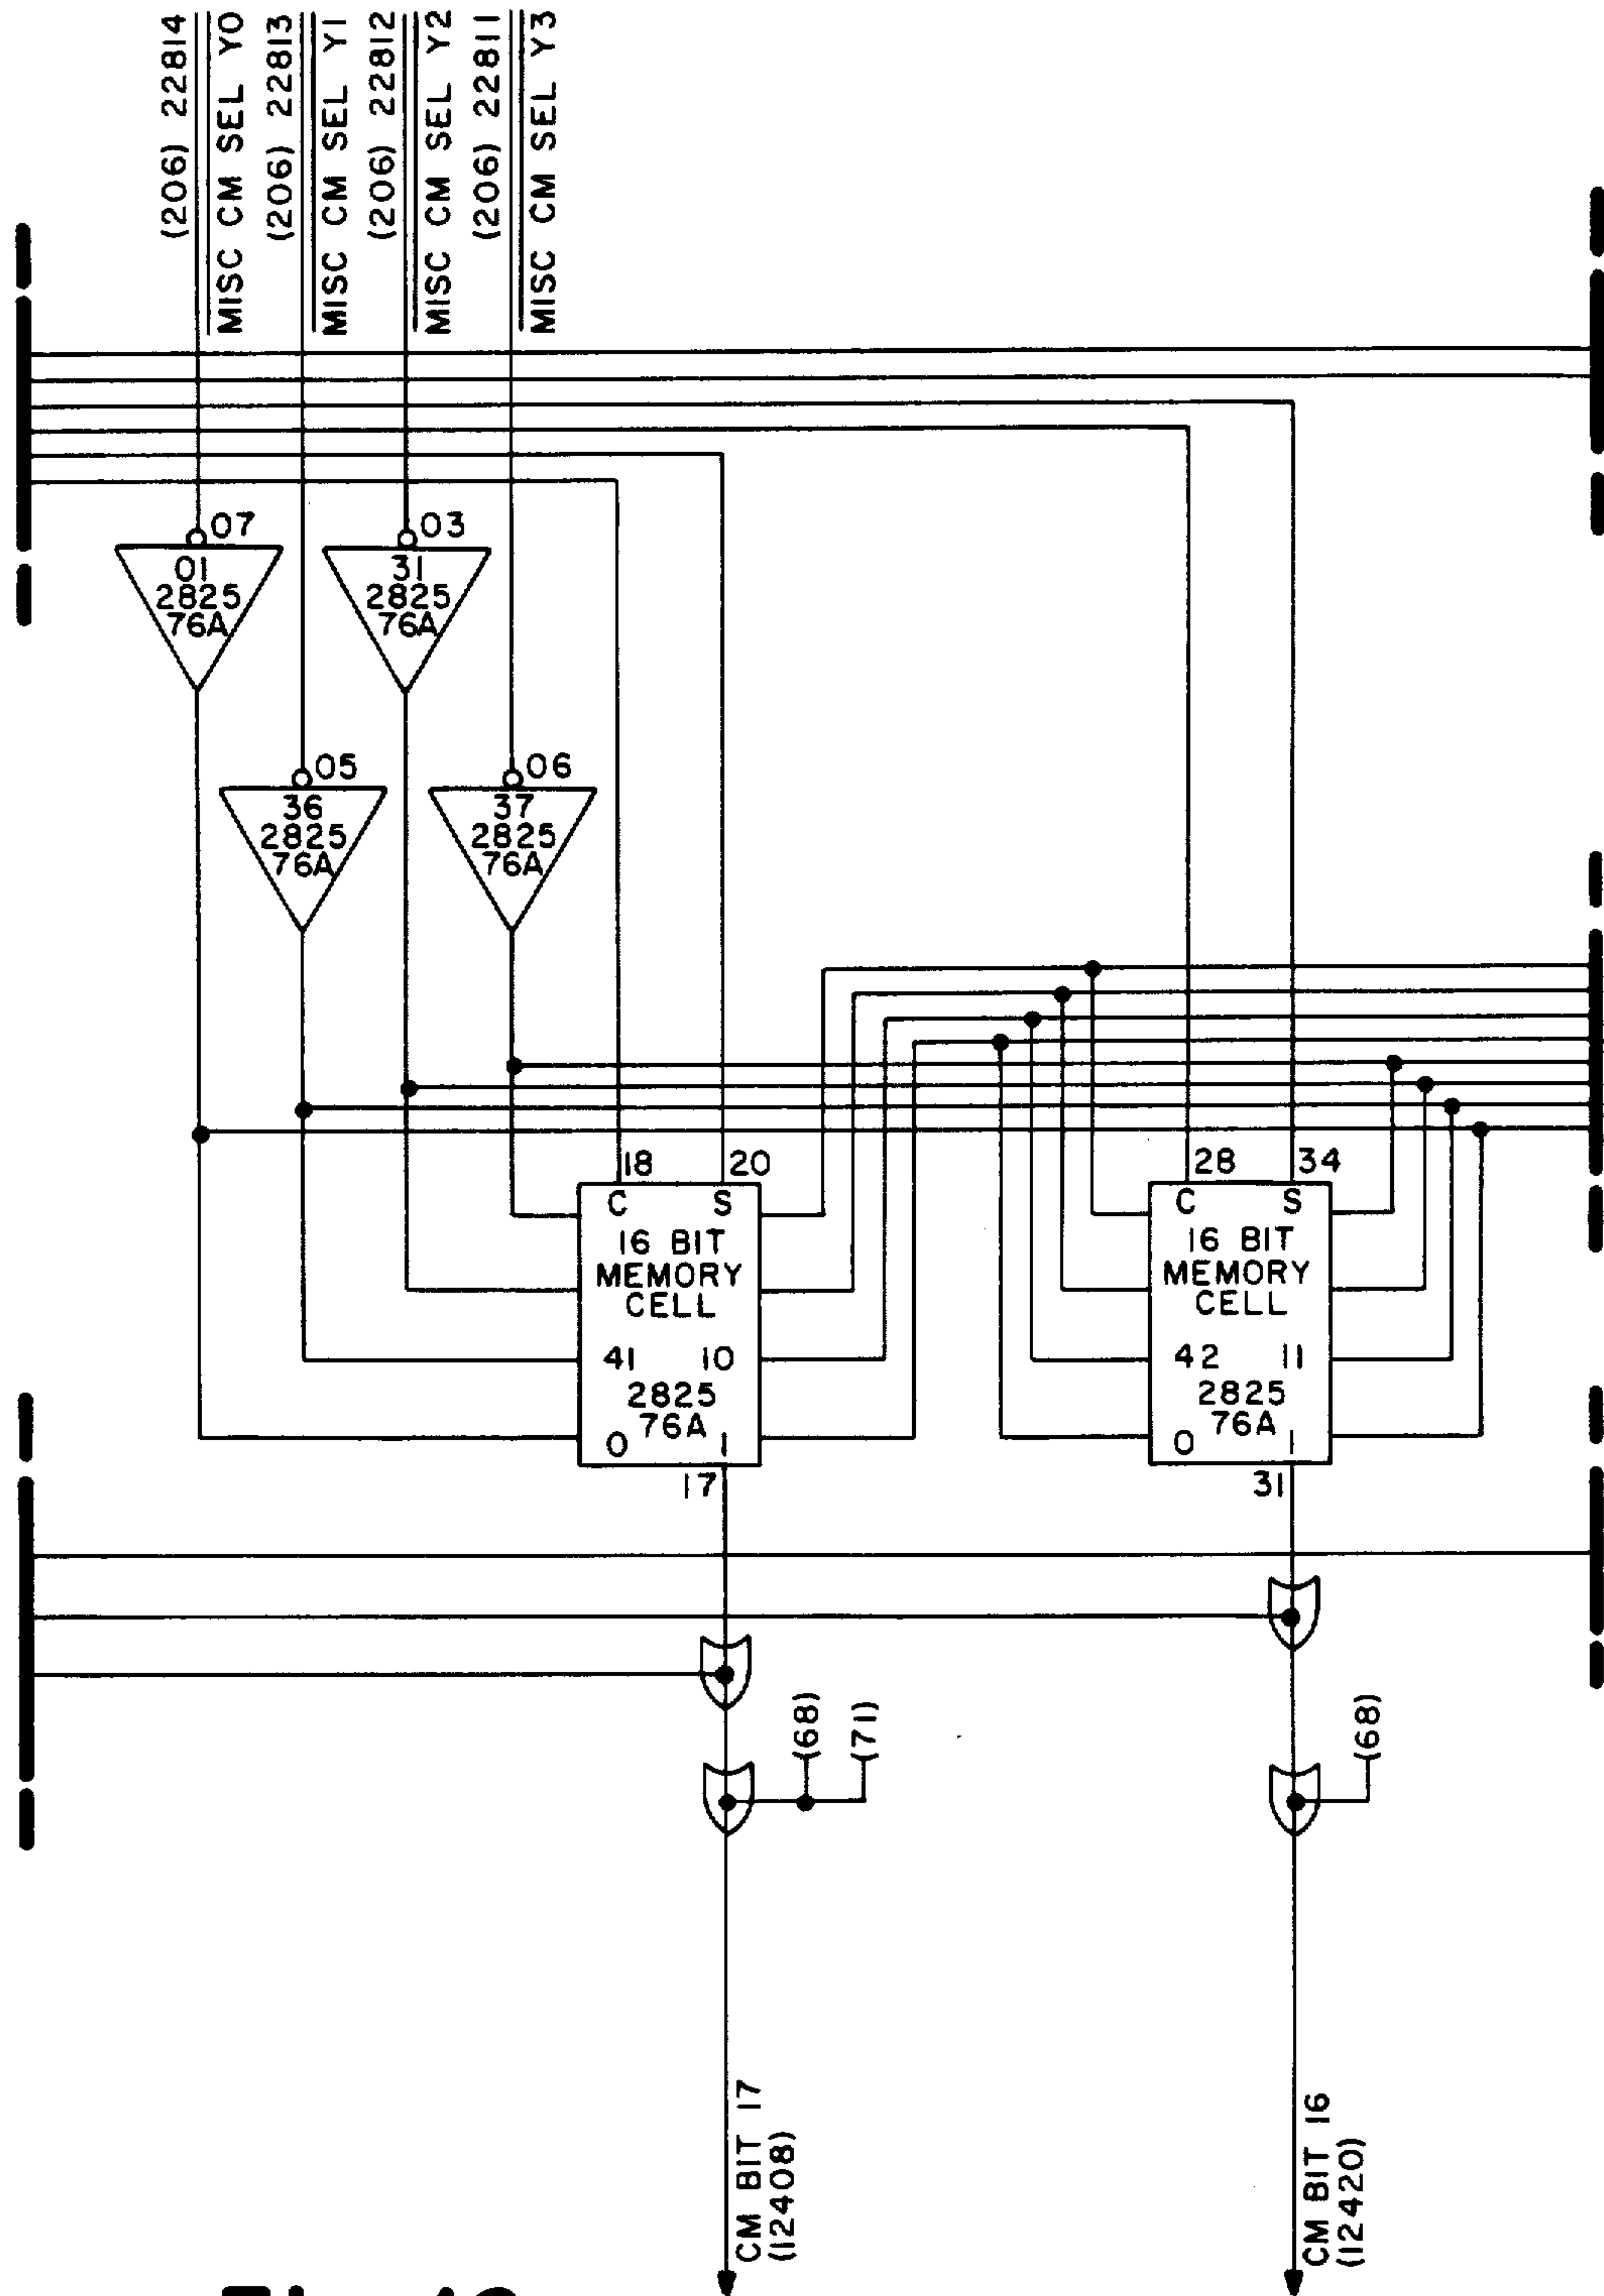 (206) 22814
MISC CM SEL Y0
(206) 22813
MISC CM SEL Y1
(206) 22812
MISC CM SEL Y2
(206) 22811
MISC CM SEL Y3
07
01
2825
76A
03
31
2825
76A
05
36
2825
76A
06
37
2825
76A
18
20
C S
16 BIT
MEMORY
CELL
41 10
2825
76A
0 1
17
28
34
C S
16 BIT
MEMORY
CELL
42 11
2825
76A
0 1
31
(68)
(71)
(68)
CM BIT 17
(12408)
CM BIT 16
(12420)